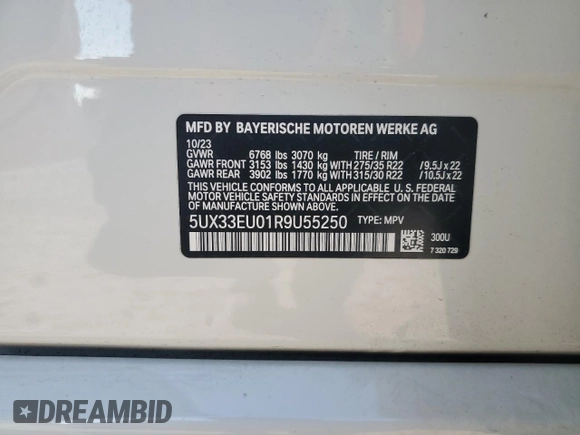 MFD BY BAYERISCHE MOTOREN WERKE AG
10/23
GVWR 6768 lbs 3070 kg TIRE / RIM
GAWR FRONT 3153 lbs 1430 kg WITH 275/35 R22 /9.5J x 22
GAWR REAR 3902 lbs 1770 kg WITH 315/30 R22 /10.5J x 22
THIS VEHICLE CONFORMS TO ALL APPLICABLE U. S. FEDERAL
MOTOR VEHICLE SAFETY STANDARDS IN EFFECT ON THE DATE
OF MANUFACTURE SHOWN ABOVE.
5UX33EU01R9U55250 TYPE: MPV
300U
7 320 729
DREAMBID